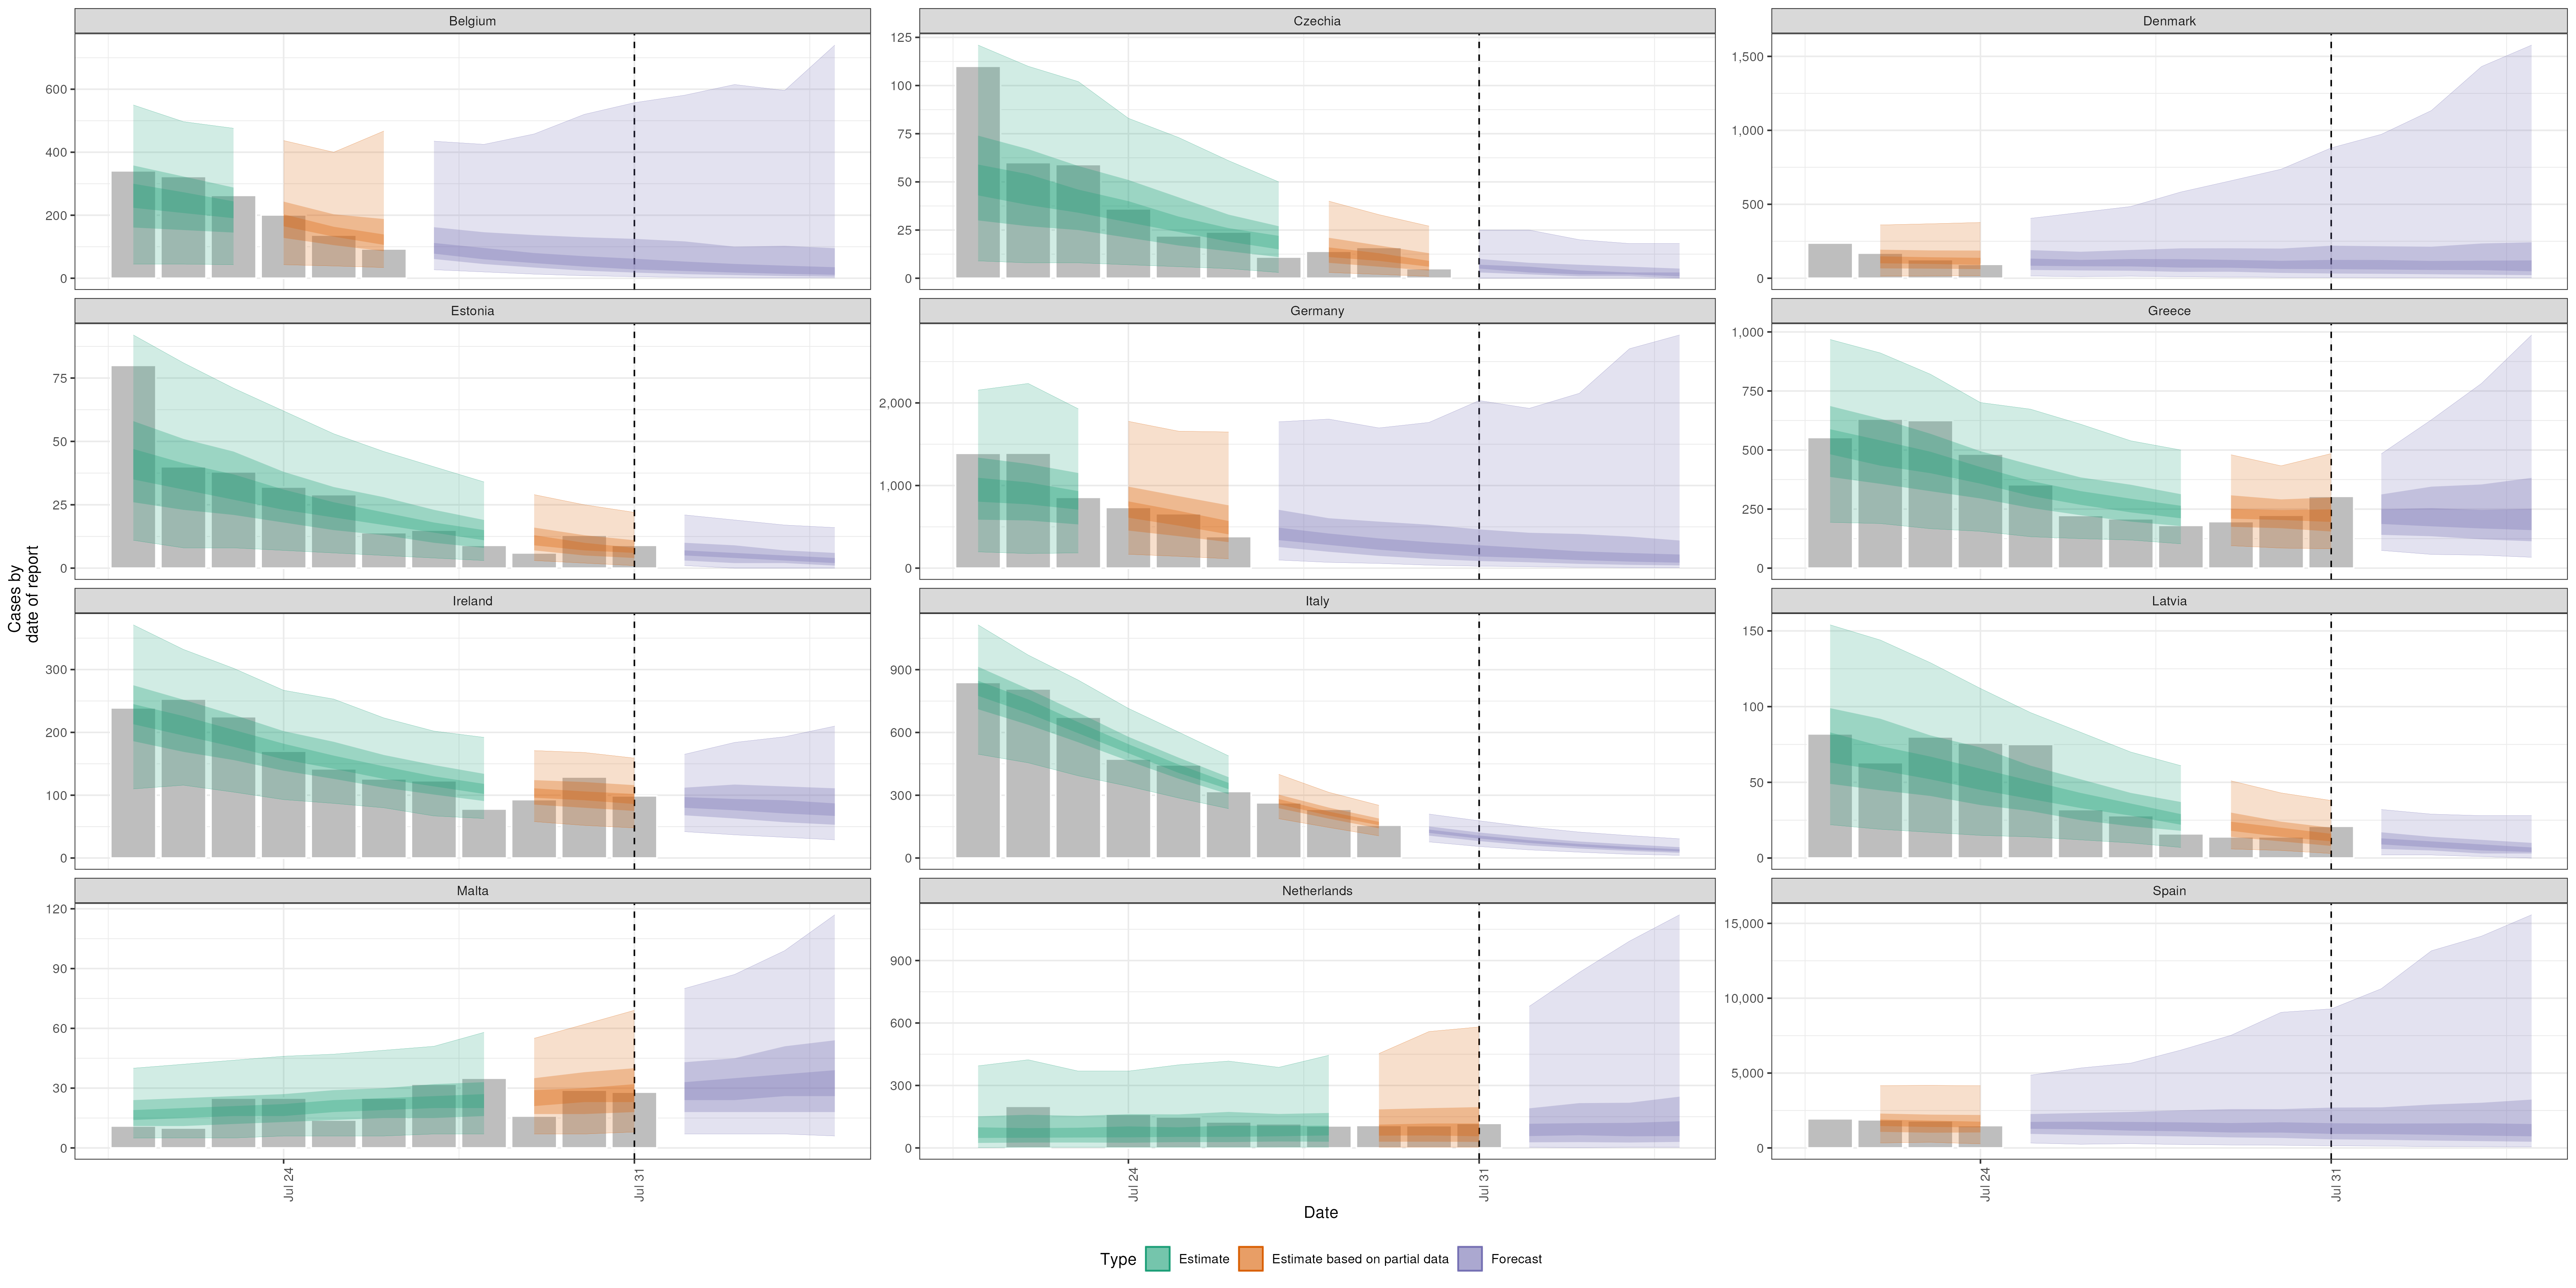 Belgium
Czechia
Denmark
600
400
200
0
125
100
75
50
25
0
1,500
1,000
500
0
Estonia
Germany
Greece
75
50
25
0
2,000
1,000
0
1,000
750
500
250
0
Cases by
date of report
Ireland
Italy
Latvia
300
200
100
0
900
600
300
0
150
100
50
0
Malta
Netherlands
Spain
120
90
60
30
0
900
600
300
0
15,000
10,000
5,000
0
Jul 24
Jul 31
Jul 24
Jul 31
Jul 24
Jul 31
Date
Type
Estimate
Estimate based on partial data
Forecast